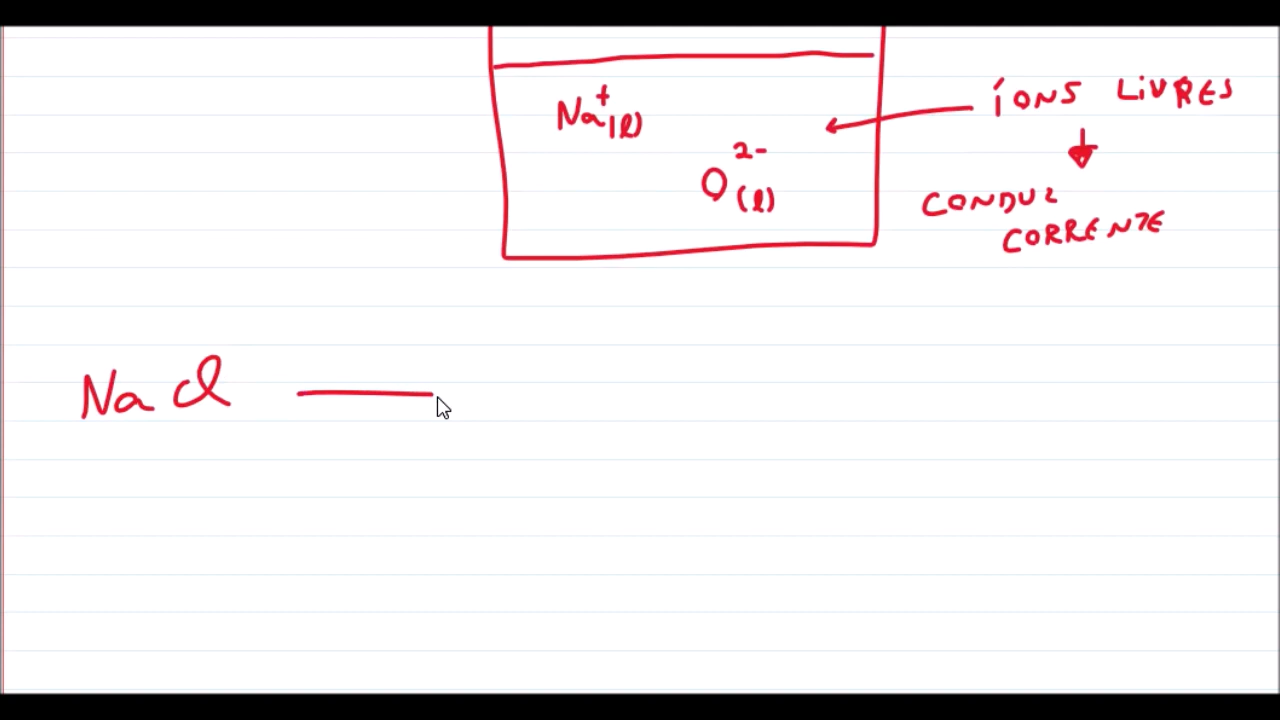 Na⁺(l)
O²⁻(l)
ÍONS LIVRES
CONDUZ
CORRENTE
NaCl